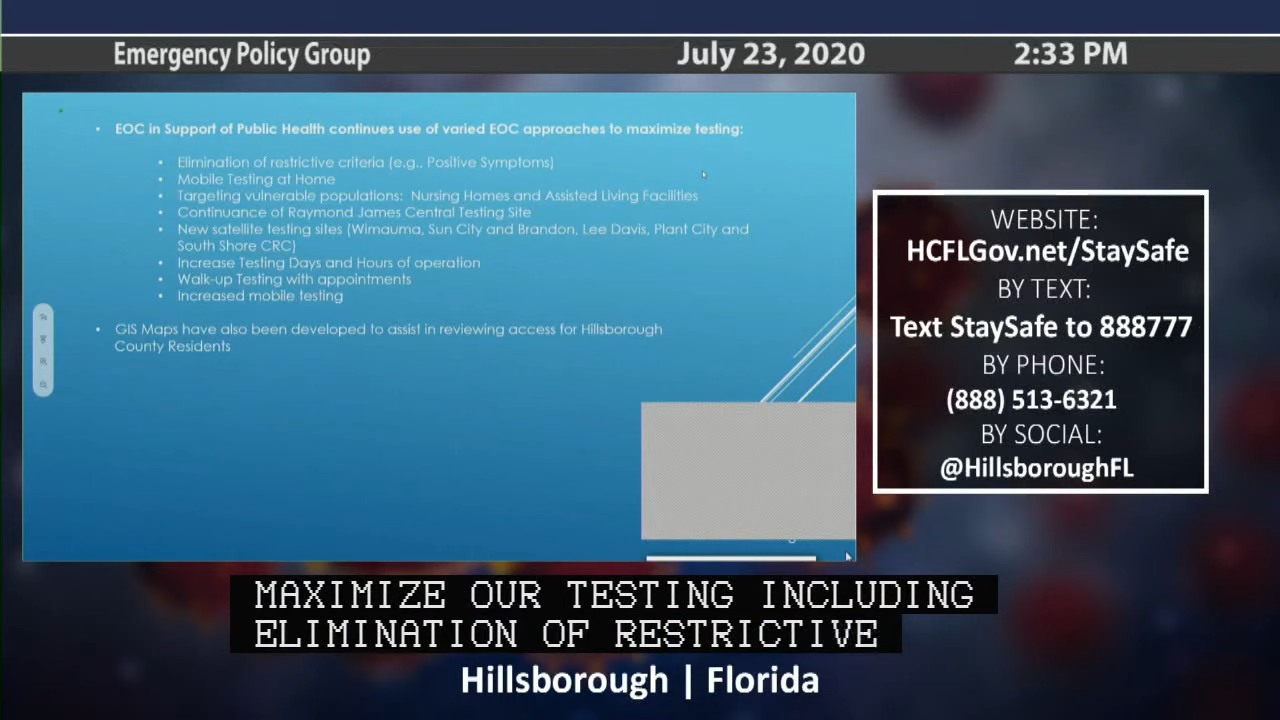 Emergency Policy Group July 23, 2020 2:33 PM
• EOC in Support of Public Health continues use of varied EOC approaches to maximize testing:
• Elimination of restrictive criteria (e.g., Positive Symptoms)
• Mobile Testing at Home
• Targeting vulnerable populations: Nursing Homes and Assisted Living Facilities
• Continuance of Raymond James Central Testing Site
• New satellite testing sites (Wimauma, Sun City and Brandon, Lee Davis, Plant City and
South Shore CRC)
• Increase Testing Days and Hours of operation
• Walk-up Testing with appointments
• Increased mobile testing
• GIS Maps have also been developed to assist in reviewing access for Hillsborough
County Residents
WEBSITE:
HCFLGov.net/StaySafe
BY TEXT:
Text StaySafe to 888777
BY PHONE:
(888) 513-6321
BY SOCIAL:
@HillsboroughFL
MAXIMIZE OUR TESTING INCLUDING
ELIMINATION OF RESTRICTIVE
Hillsborough | Florida